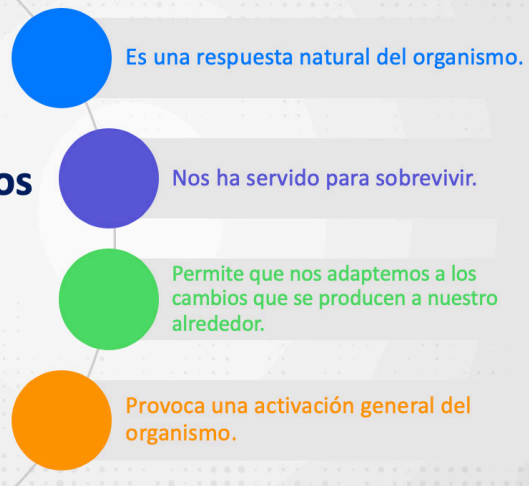 Es una respuesta natural del organismo.
os
Nos ha servido para sobrevivir.
Permite que nos adaptemos a los
cambios que se producen a nuestro
alrededor.
Provoca una activación general del
organismo.